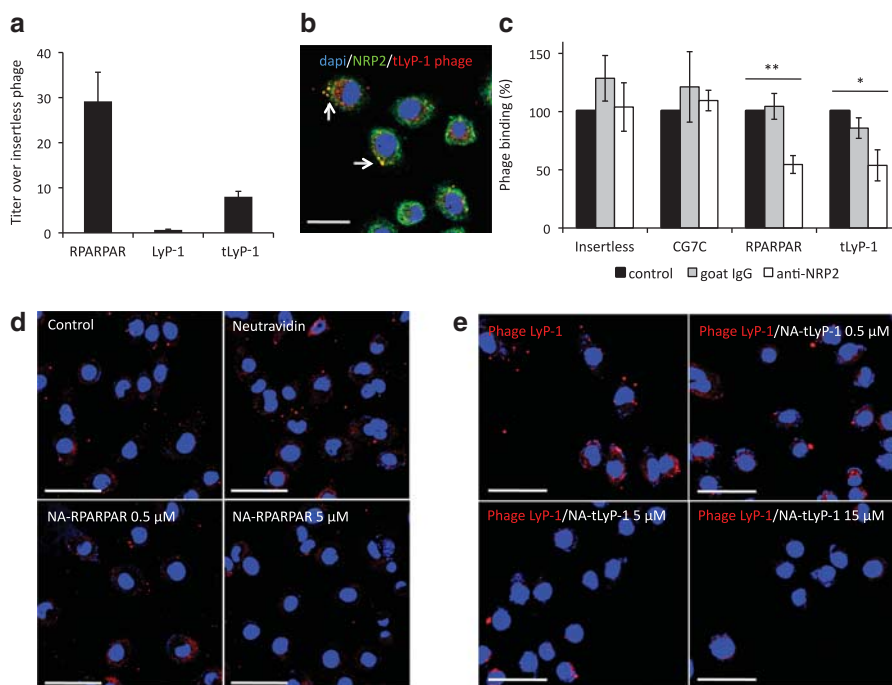 a
Titer over insertless phage
40
30
20
10
0
RPARPAR
LyP-1
tLyP-1
b
dapi/NRP2/tLyP-1 phage
c
Phage binding (%)
150
100
50
0
**
*
Insertless
CG7C
RPARPAR
tLyP-1
control goat IgG anti-NRP2
d
Control
Neutravidin
NA-RPARPAR 0.5 µM
NA-RPARPAR 5 µM
e
Phage LyP-1
Phage LyP-1/NA-tLyP-1 0.5 µM
Phage LyP-1/NA-tLyP-1 5 µM
Phage LyP-1/NA-tLyP-1 15 µM